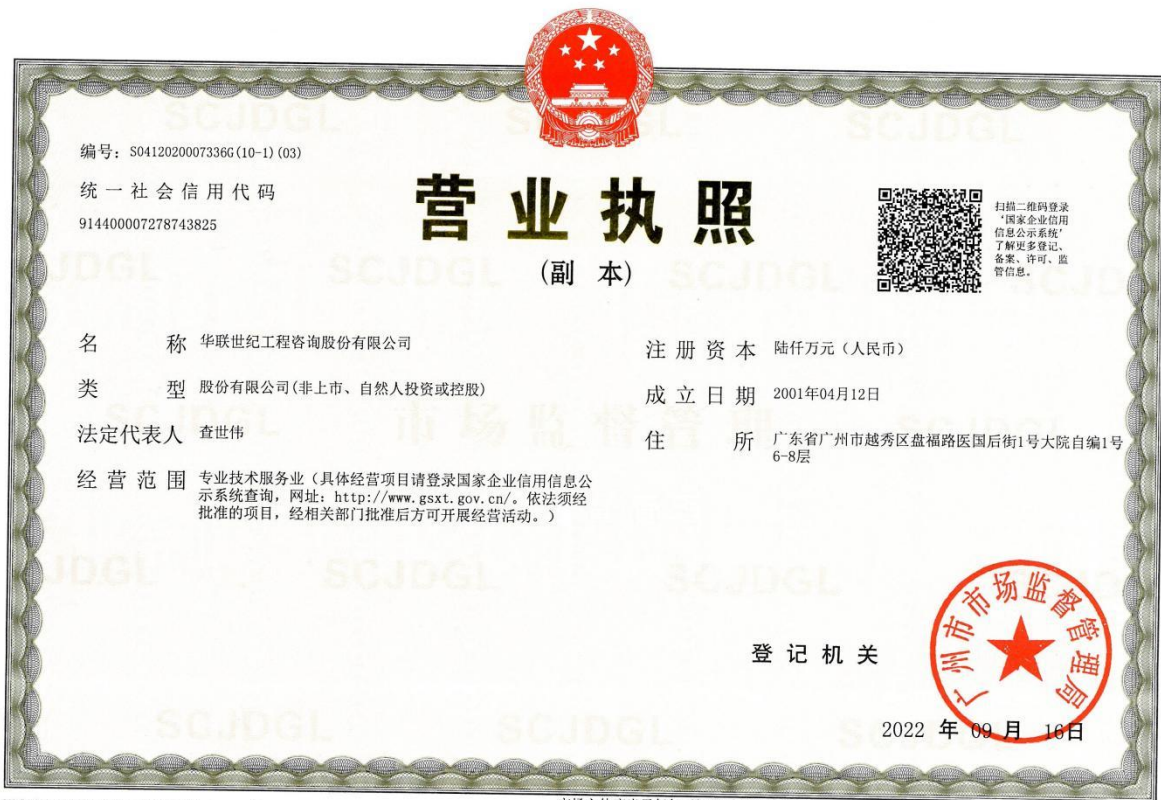 编号：S0412020007336G(10-1)(03)
统一社会信用代码
914400007278743825
营业执照
(副 本)
扫描二维码登录
‘国家企业信用
信息公示系统’
了解更多登记、
备案、许可、监
管信息。
名 称 华联世纪工程咨询股份有限公司
类 型 股份有限公司(非上市、自然人投资或控股)
法定代表人 查世伟
经营范围 专业技术服务业（具体经营项目请登录国家企业信用信息公
示系统查询，网址：http://www.gsxt.gov.cn/。依法须经
批准的项目，经相关部门批准后方可开展经营活动。）
注册资本 陆仟万元（人民币）
成立日期 2001年04月12日
住 所 广东省广州市越秀区盘福路医国后街1号大院自编1号
6-8层
登记机关
广州市市场监督管理局
2022 年 09 月 16日
SCJDGL
市场监督管理